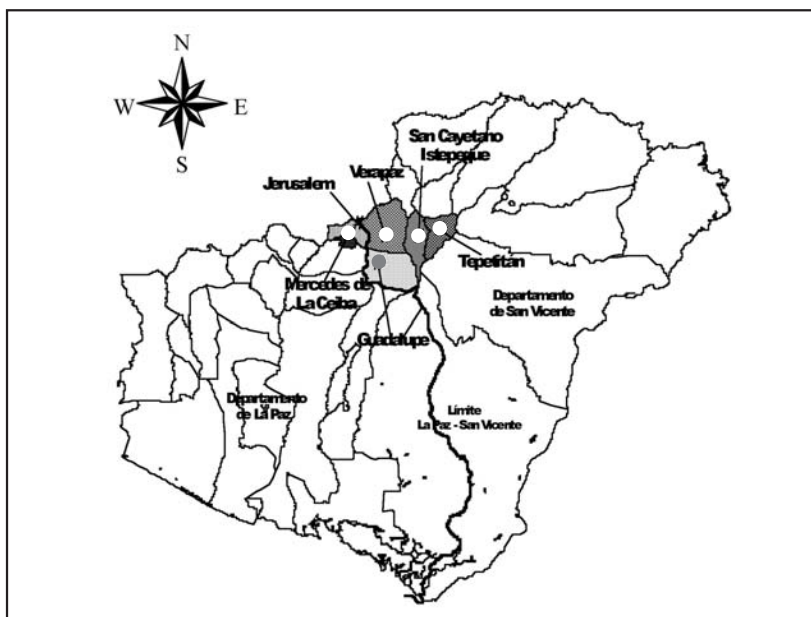 N
W E
S
San Cayetano
Istepeque
Verapaz
Jerusalem
Tepetitan
Mercedes de
La Ceiba
Departamento
de San Vicente
Guadalupe
Departamento
de La Paz
Límite
La Paz - San Vicente